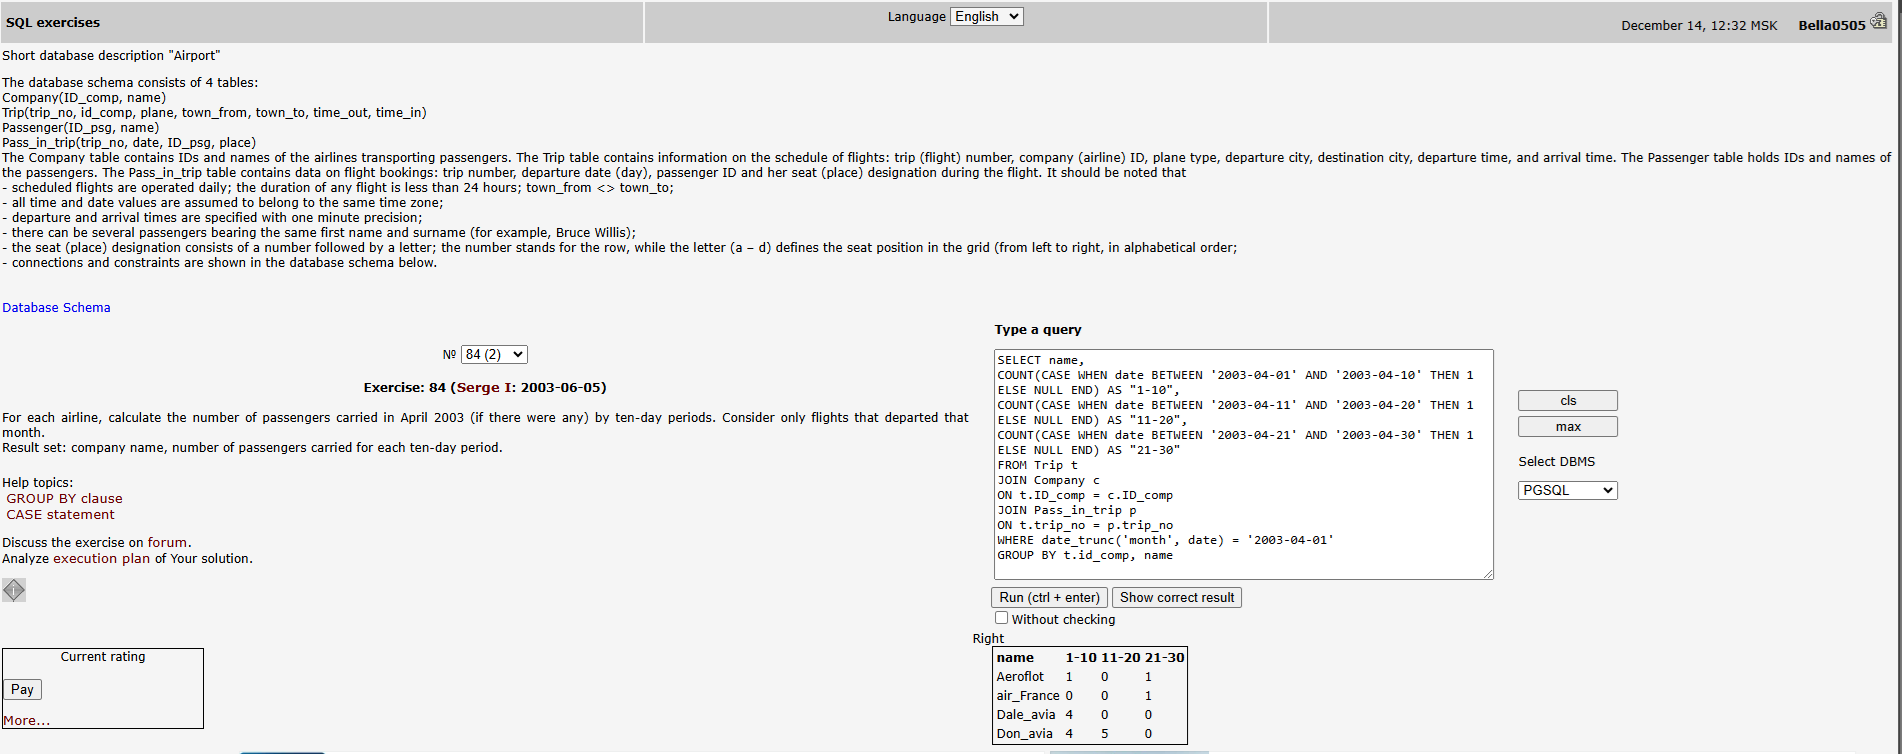 SQL exercises
Language English
December 14, 12:32 MSK Bella0505
Short database description "Airport"
The database schema consists of 4 tables:
Company(ID_comp, name)
Trip(trip_no, id_comp, plane, town_from, town_to, time_out, time_in)
Passenger(ID_psg, name)
Pass_in_trip(trip_no, date, ID_psg, place)
The Company table contains IDs and names of the airlines transporting passengers. The Trip table contains information on the schedule of flights: trip (flight) number, company (airline) ID, plane type, departure city, destination city, departure time, and arrival time. The Passenger table holds IDs and names of
the passengers. The Pass_in_trip table contains data on flight bookings: trip number, departure date (day), passenger ID and her seat (place) designation during the flight. It should be noted that
- scheduled flights are operated daily; the duration of any flight is less than 24 hours; town_from <> town_to;
- all time and date values are assumed to belong to the same time zone;
- departure and arrival times are specified with one minute precision;
- there can be several passengers bearing the same first name and surname (for example, Bruce Willis);
- the seat (place) designation consists of a number followed by a letter; the number stands for the row, while the letter (a – d) defines the seat position in the grid (from left to right, in alphabetical order;
- connections and constraints are shown in the database schema below.
Database Schema
№ 84 (2)
Exercise: 84 (Serge I: 2003-06-05)
For each airline, calculate the number of passengers carried in April 2003 (if there were any) by ten-day periods. Consider only flights that departed that
month.
Result set: company name, number of passengers carried for each ten-day period.
Help topics:
GROUP BY clause
CASE statement
Discuss the exercise on forum.
Analyze execution plan of Your solution.
Current rating
Pay
More...
Type a query
SELECT name,
COUNT(CASE WHEN date BETWEEN '2003-04-01' AND '2003-04-10' THEN 1
ELSE NULL END) AS "1-10",
COUNT(CASE WHEN date BETWEEN '2003-04-11' AND '2003-04-20' THEN 1
ELSE NULL END) AS "11-20",
COUNT(CASE WHEN date BETWEEN '2003-04-21' AND '2003-04-30' THEN 1
ELSE NULL END) AS "21-30"
FROM Trip t
JOIN Company c
ON t.ID_comp = c.ID_comp
JOIN Pass_in_trip p
ON t.trip_no = p.trip_no
WHERE date_trunc('month', date) = '2003-04-01'
GROUP BY t.id_comp, name
cls
max
Select DBMS
PGSQL
Run (ctrl + enter) Show correct result
Without checking
Right
name 1-10 11-20 21-30
Aeroflot 1 0 1
air_France 0 0 1
Dale_avia 4 0 0
Don_avia 4 5 0